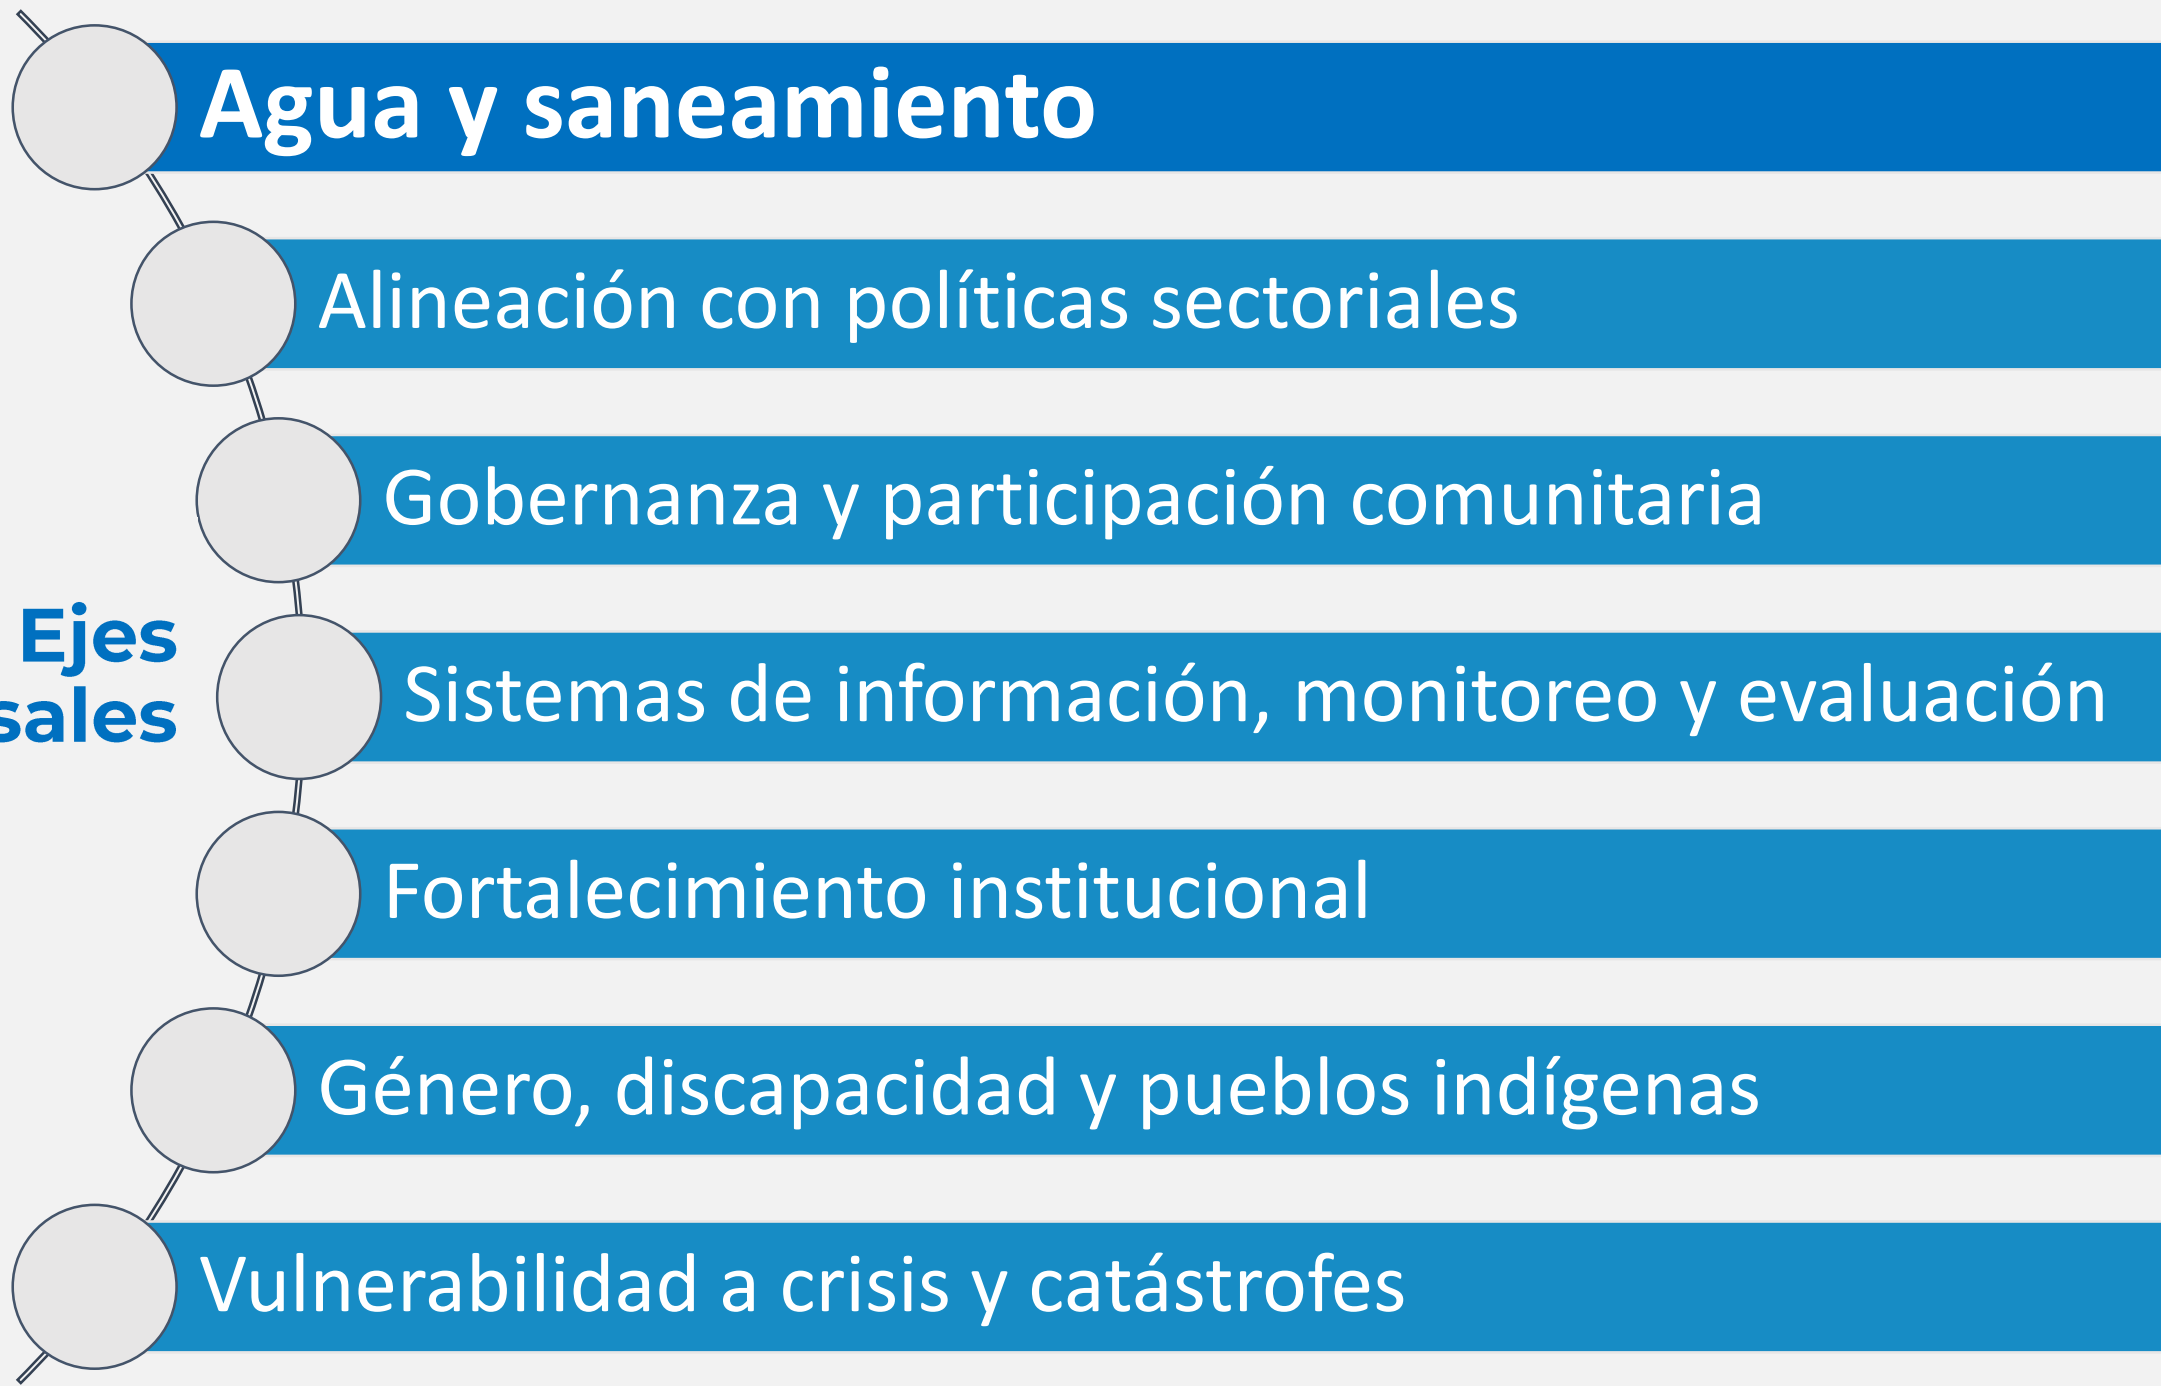 Agua y saneamiento
Alineación con políticas sectoriales
Gobernanza y participación comunitaria
Ejes
Sistemas de información, monitoreo y evaluación
Fortalecimiento institucional
Género, discapacidad y pueblos indígenas
Vulnerabilidad a crisis y catástrofes